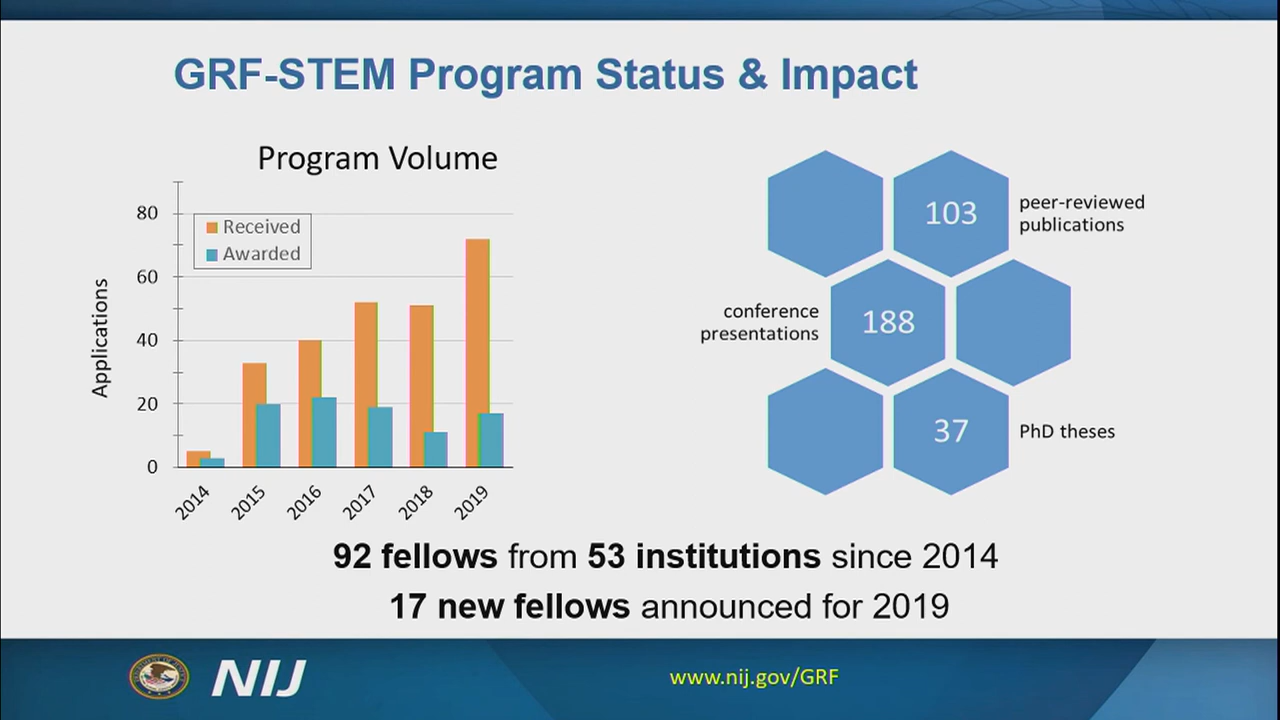 GRF-STEM Program Status & Impact
Program Volume
80
60
40
20
0
Applications
Received
Awarded
2014
2015
2016
2017
2018
2019
103
peer-reviewed
publications
conference
presentations
188
37
PhD theses
92 fellows from 53 institutions since 2014
17 new fellows announced for 2019
NIJ
www.nij.gov/GRF